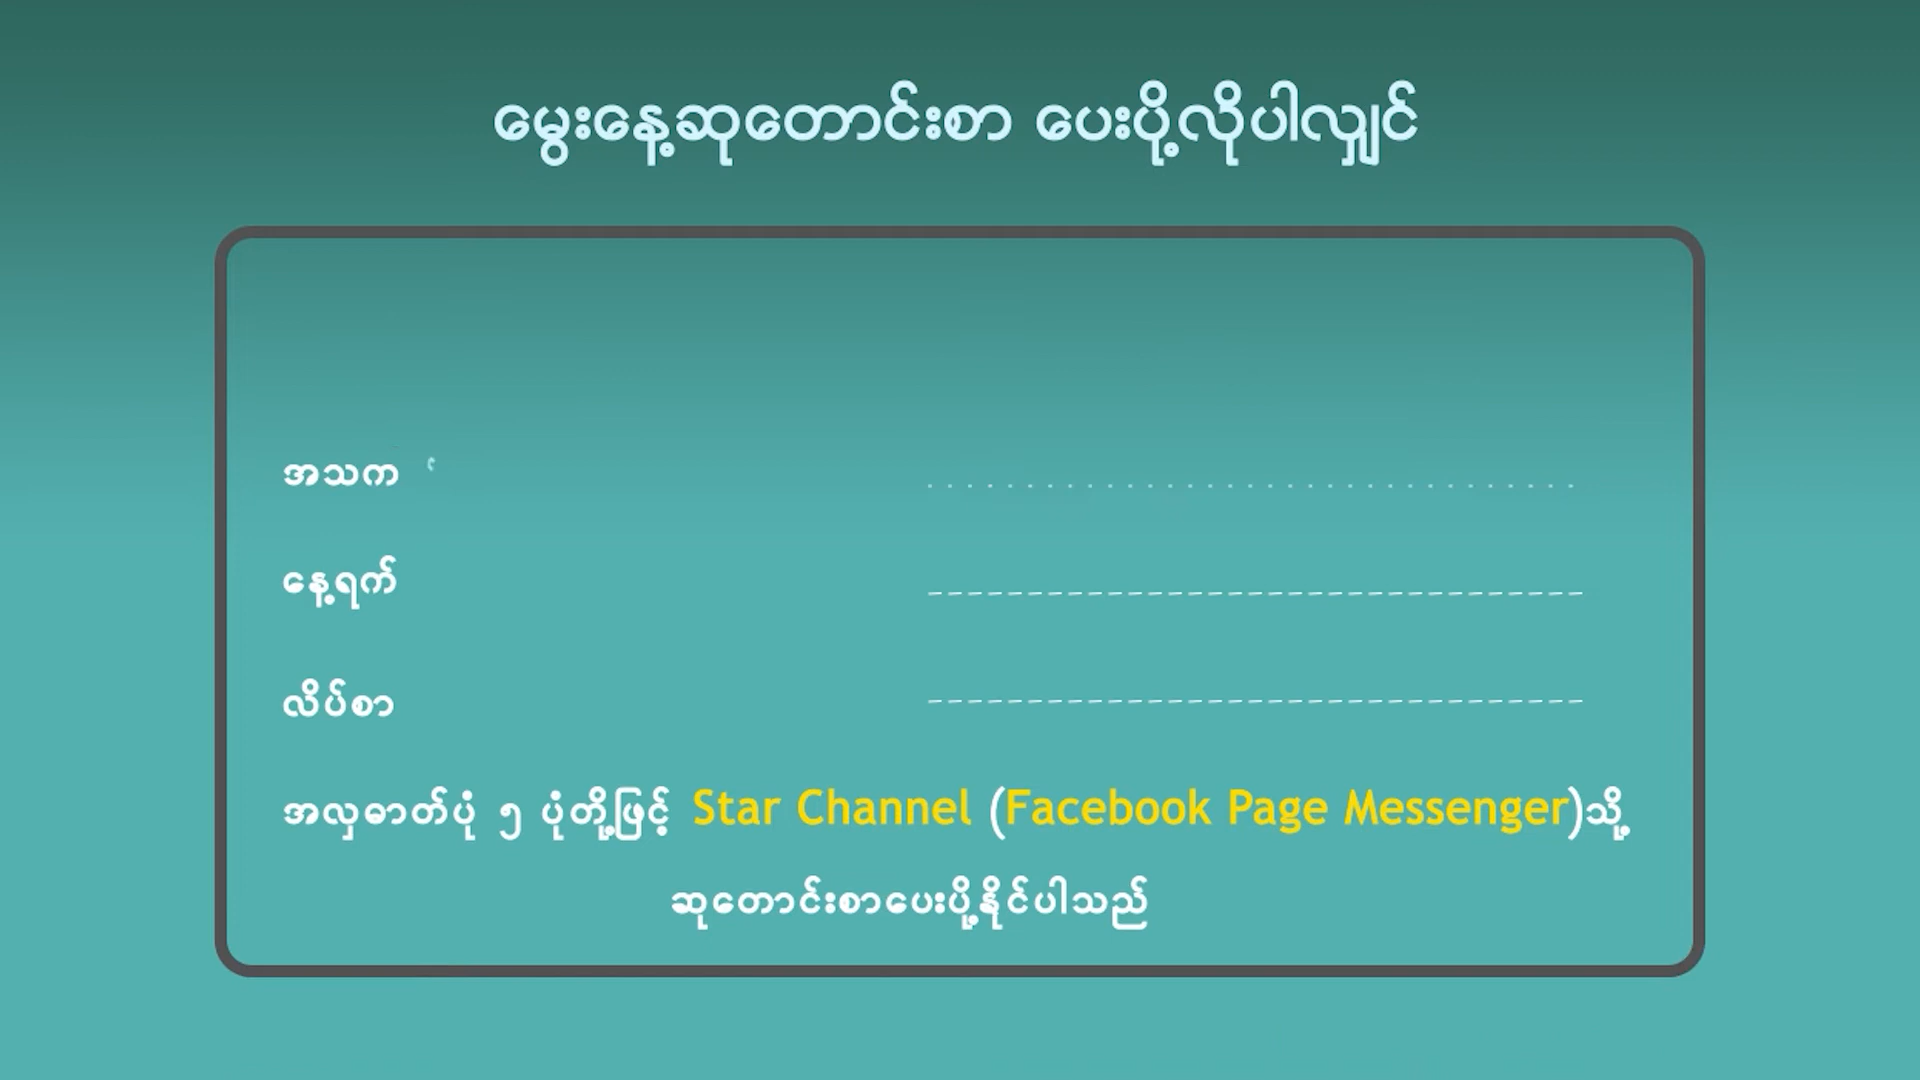 မွေးနေ့ဆုတောင်းစာ ပေးပို့လိုပါလျှင်
အသက
နေ့ရက်
လိပ်စာ
အလှဓာတ်ပုံ ၅ ပုံတို့ဖြင့် Star Channel (Facebook Page Messenger)သို့
ဆုတောင်းစာပေးပို့နိုင်ပါသည်